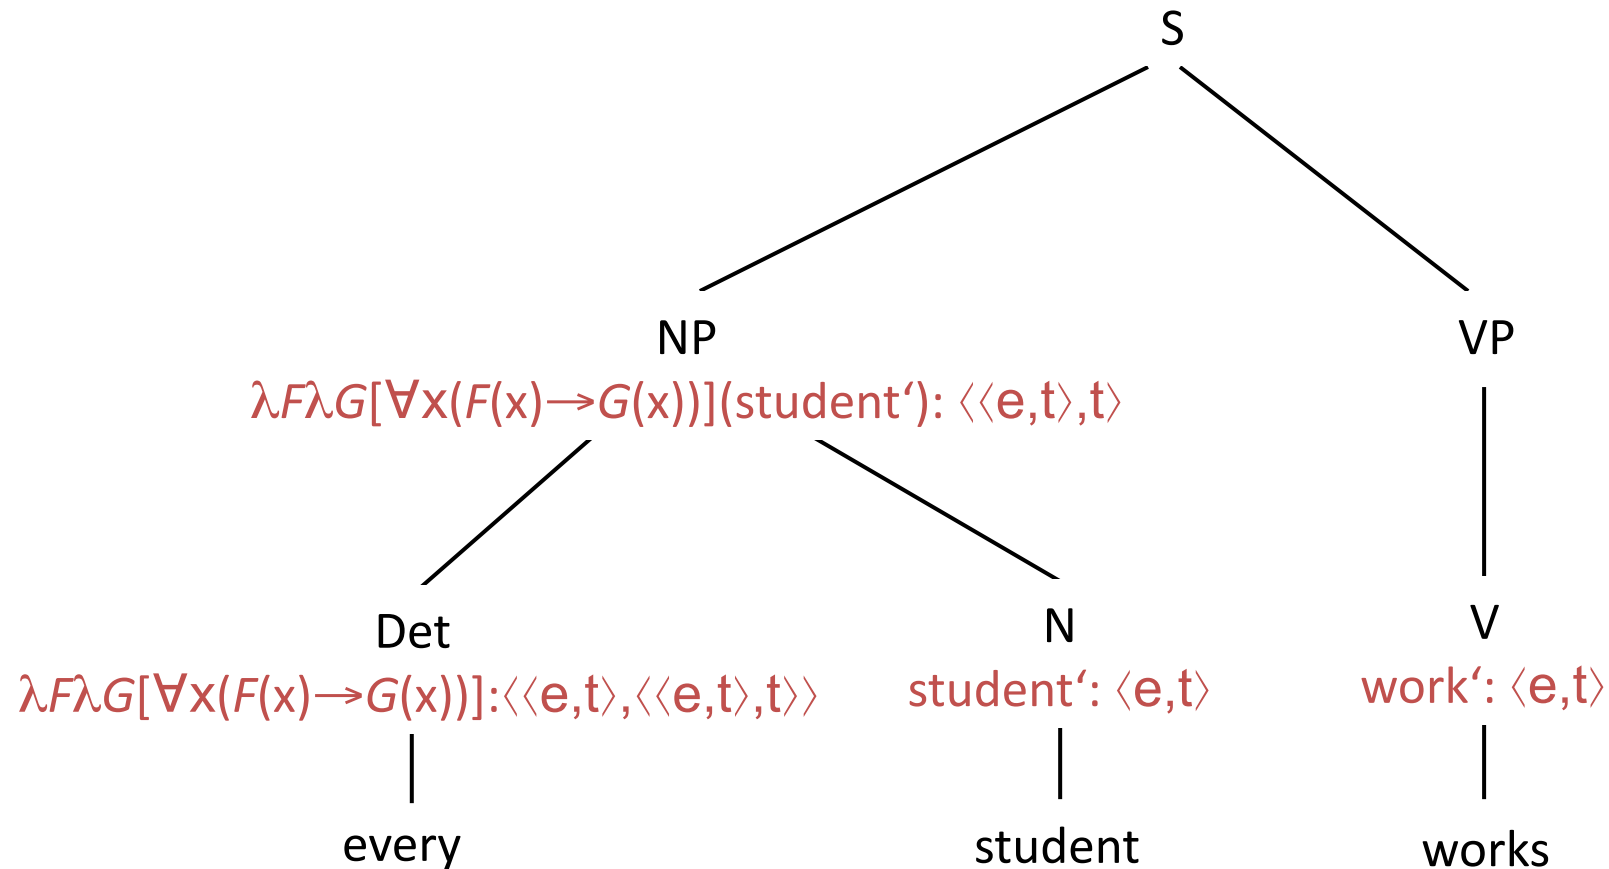 S
NP VP
λFλG[∀x(F(x)→G(x))](student‘): 〈〈e,t〉,t〉
Det N V
λFλG[∀x(F(x)→G(x))]:〈〈e,t〉,〈〈e,t〉,t〉〉 student‘: 〈e,t〉 work‘: 〈e,t〉
every student works